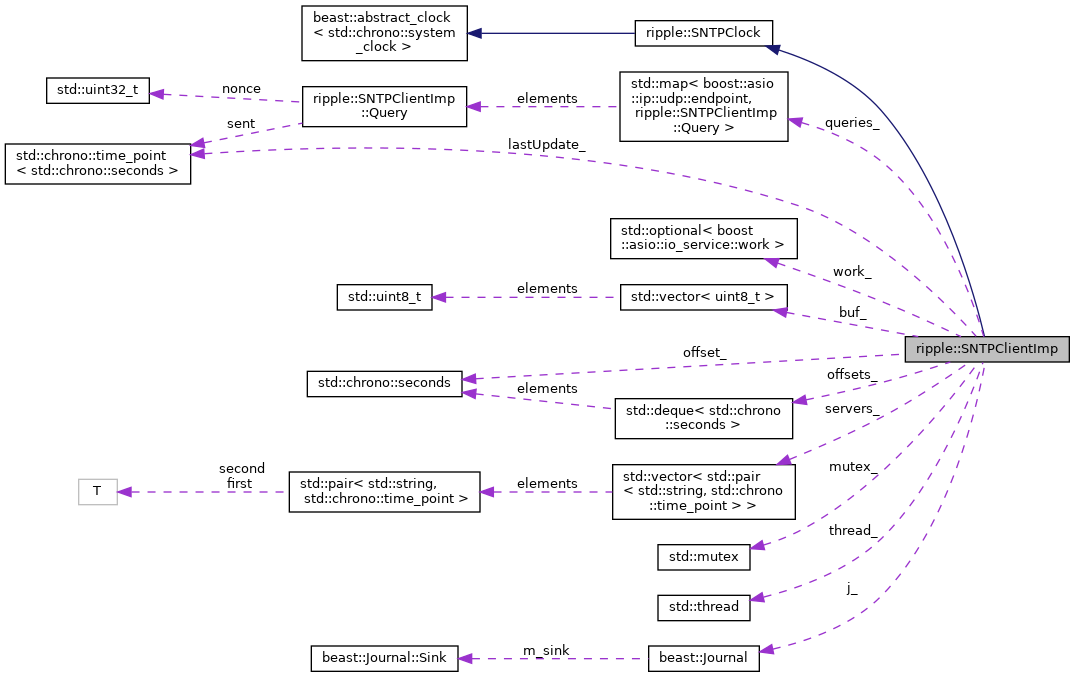 beast::abstract_clock
< std::chrono::system
_clock >
ripple::SNTPClock
std::uint32_t
nonce
ripple::SNTPClientImp
::Query
elements
std::map< boost::asio
::ip::udp::endpoint,
ripple::SNTPClientImp
::Query >
queries_
sent
std::chrono::time_point
< std::chrono::seconds >
lastUpdate_
std::optional< boost
::asio::io_service::work >
work_
std::uint8_t
elements
std::vector< uint8_t >
buf_
ripple::SNTPClientImp
offset_
std::chrono::seconds
elements
offsets_
std::deque< std::chrono
::seconds >
servers_
T
second
first
std::pair< std::string,
std::chrono::time_point >
elements
std::vector< std::pair
< std::string, std::chrono
::time_point > >
mutex_
std::mutex
thread_
std::thread
j_
beast::Journal::Sink
m_sink
beast::Journal